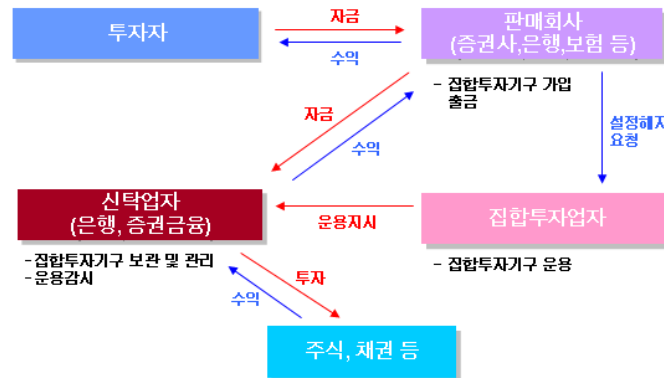 투자자
자금
수익
판매회사
(증권사,은행,보험 등)
- 집합투자기구 가입
출금
자금
수익
설정해지
요청
신탁업자
(은행, 증권금융)
운용지시
집합투자업자
-집합투자기구 보관 및 관리
-운용감시
- 집합투자기구 운용
투자
수익
주식, 채권 등